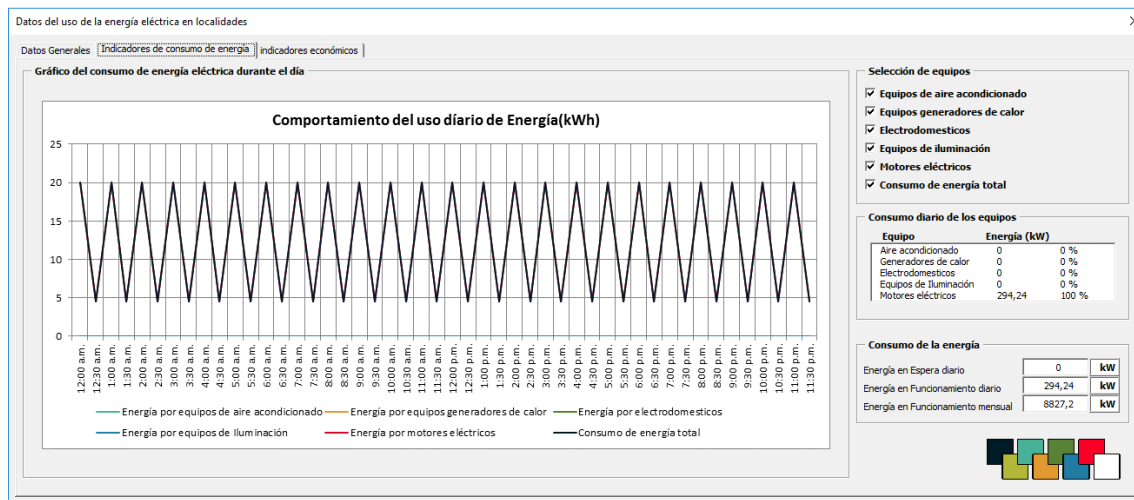 Datos del uso de la energía eléctrica en localidades
Datos Generales
Indicadores de consumo de energía
indicadores económicos
Gráfico del consumo de energía eléctrica durante el día
Comportamiento del uso díario de Energía(kWh)
25
20
15
10
5
0
12:00 a.m.
12:30 a.m.
1:00 a.m.
1:30 a.m.
2:00 a.m.
2:30 a.m.
3:00 a.m.
3:30 a.m.
4:00 a.m.
4:30 a.m.
5:00 a.m.
5:30 a.m.
6:00 a.m.
6:30 a.m.
7:00 a.m.
7:30 a.m.
8:00 a.m.
8:30 a.m.
9:00 a.m.
9:30 a.m.
10:00 a.m.
10:30 a.m.
11:00 a.m.
11:30 a.m.
12:00 p.m.
12:30 p.m.
1:00 p.m.
1:30 p.m.
2:00 p.m.
2:30 p.m.
3:00 p.m.
3:30 p.m.
4:00 p.m.
4:30 p.m.
5:00 p.m.
5:30 p.m.
6:00 p.m.
6:30 p.m.
7:00 p.m.
7:30 p.m.
8:00 p.m.
8:30 p.m.
9:00 p.m.
9:30 p.m.
10:00 p.m.
10:30 p.m.
11:00 p.m.
11:30 p.m.
Energía por equipos de aire acondicionado
Energía por equipos generadores de calor
Energía por electrodomesticos
Energía por equipos de Iluminación
Energía por motores eléctricos
Consumo de energía total
Selección de equipos
Equipos de aire acondicionado
Equipos generadores de calor
Electrodomesticos
Equipos de iluminación
Motores eléctricos
Consumo de energía total
Consumo diario de los equipos
Equipo Energía (kW)
Aire acondicionado 0 0 %
Generadores de calor 0 0 %
Electrodomesticos 0 0 %
Equipos de Iluminación 0 0 %
Motores eléctricos 294,24 100 %
Consumo de la energía
Energía en Espera diario 0 kW
Energía en Funcionamiento diario 294,24 kW
Energía en Funcionamiento mensual 8827,2 kW